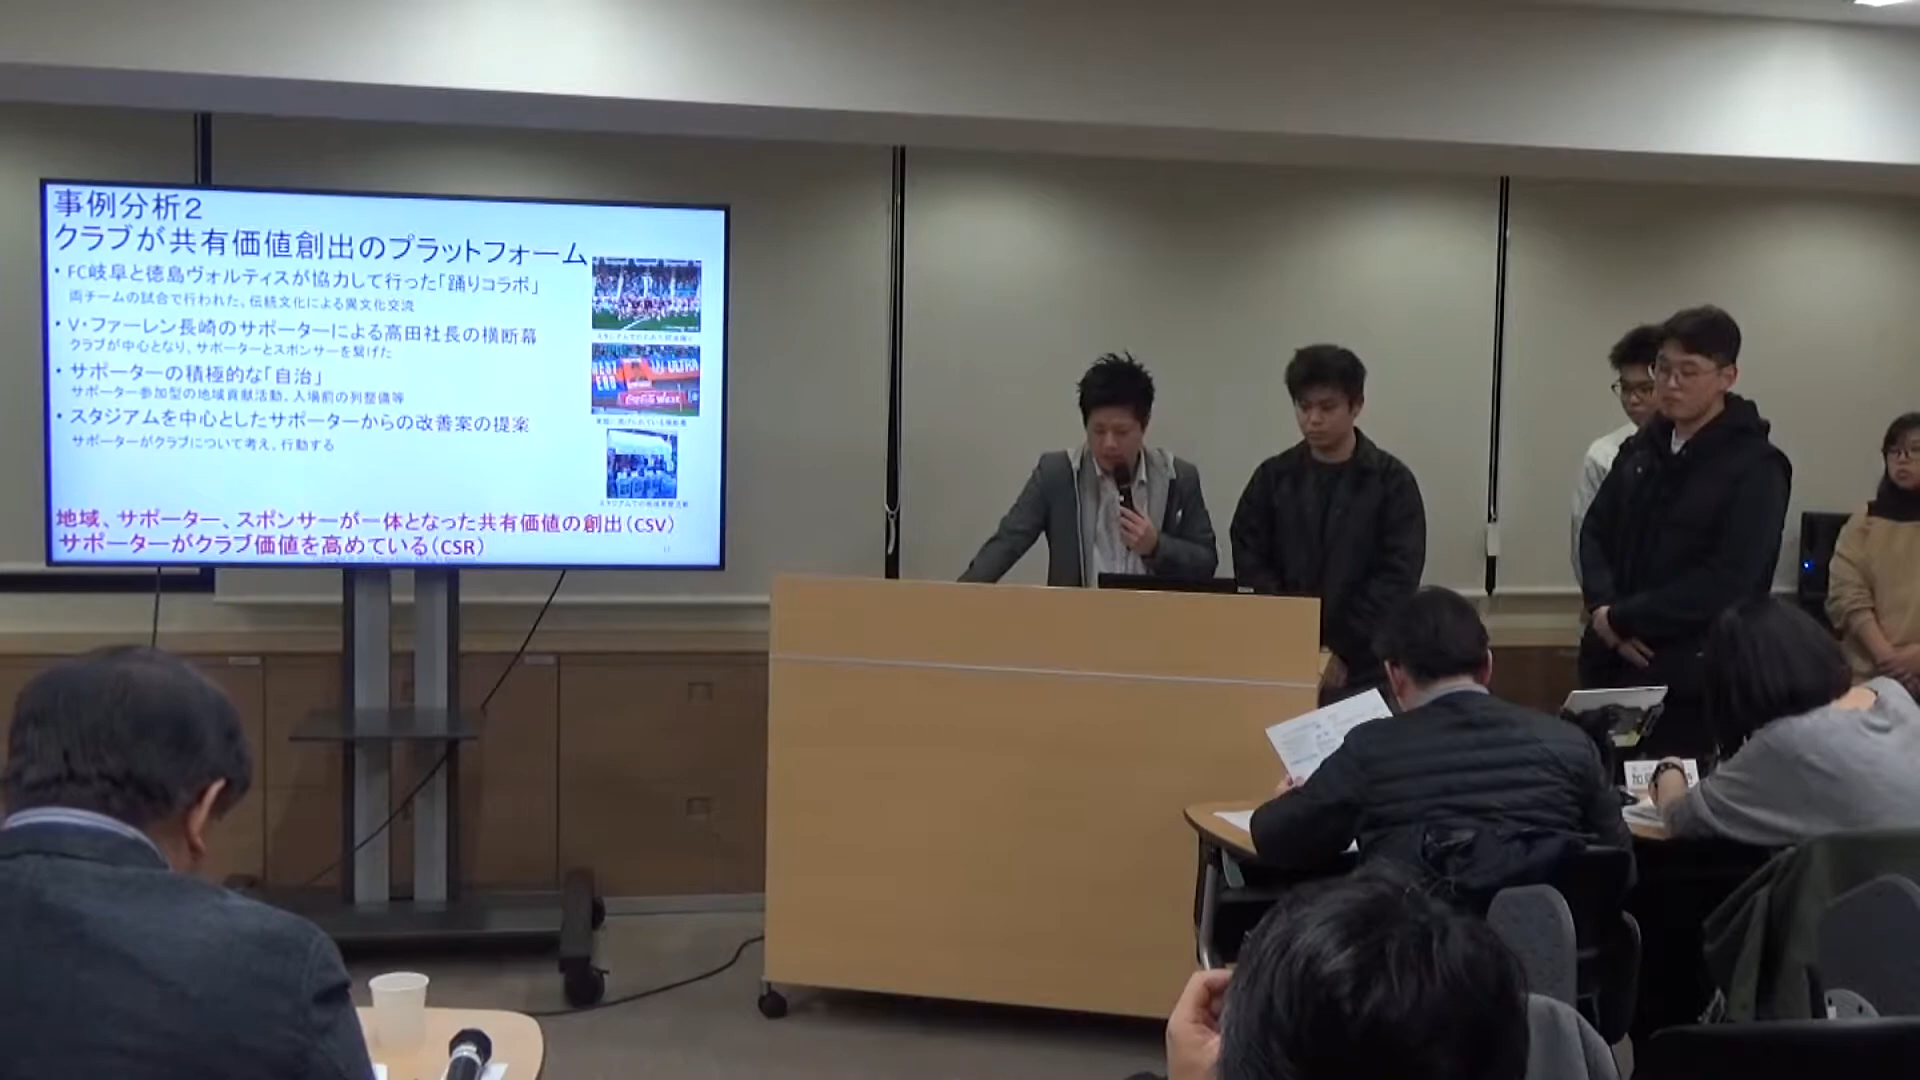 事例分析2
クラブが共有価値創出のプラットフォーム
• FC岐阜と徳島ヴォルティスが協力して行った「踊りコラボ」
両チームの試合で行われた、伝統文化による異文化交流
• V・ファーレン長崎のサポーターによる高田社長の横断幕
クラブが中心となり、サポーターとスポンサーを繋げた
• サポーターの積極的な「自治」
サポーター参加型の地域貢献活動、入場前の列整備等
• スタジアムを中心としたサポーターからの改善案の提案
サポーターがクラブについて考え、行動する
地域、サポーター、スポンサーが一体となった共有価値の創出(CSV)
サポーターがクラブ価値を高めている(CSR)
ULTRA